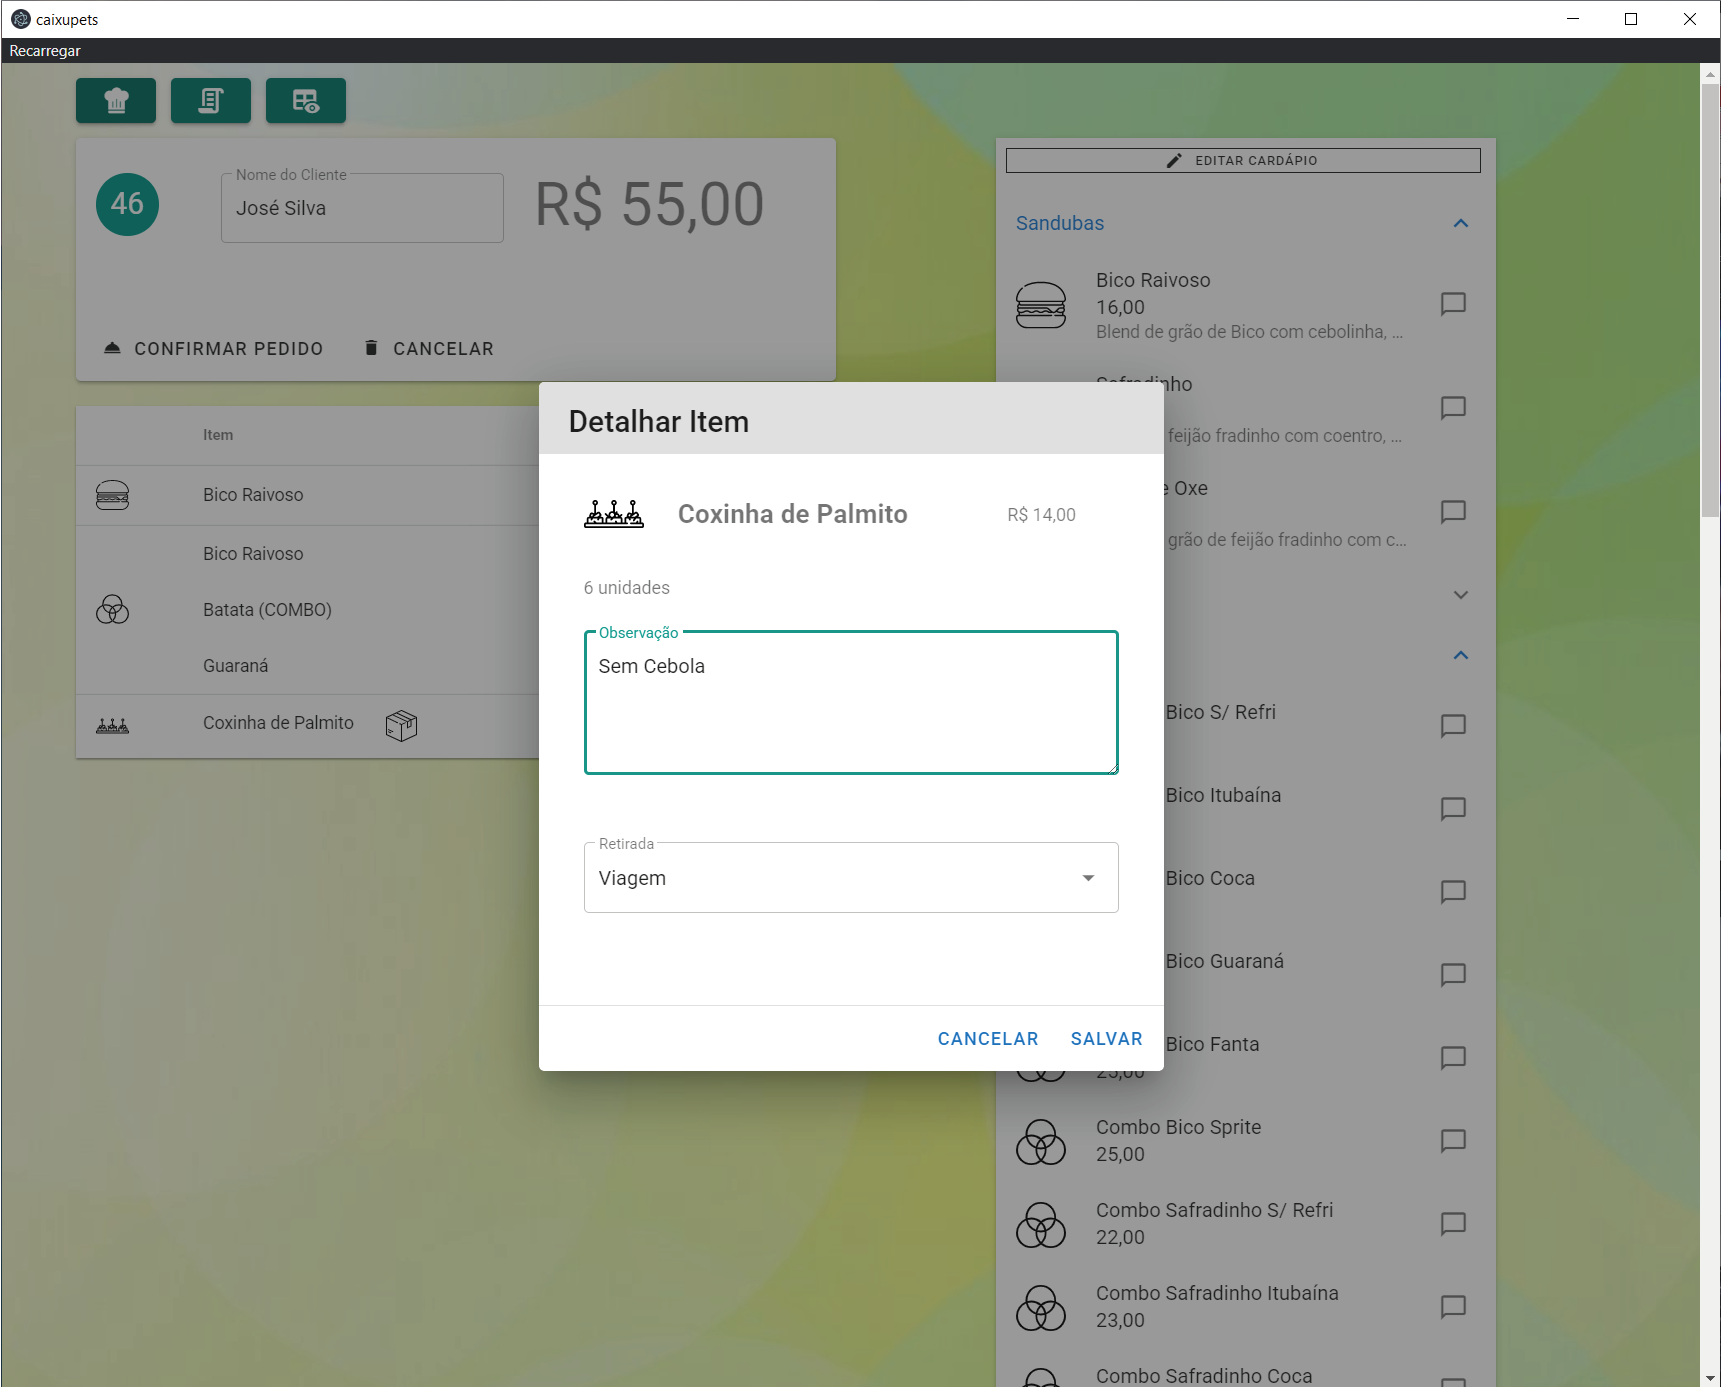 caixupets
Recarregar
46
Nome do Cliente
José Silva
R$ 55,00
CONFIRMAR PEDIDO
CANCELAR
Item
Bico Raivoso
Bico Raivoso
Batata (COMBO)
Guaraná
Coxinha de Palmito
EDITAR CARDÁPIO
Sandubas
Bico Raivoso
16,00
Blend de grão de Bico com cebolinha, ...
Safradinho
feijão fradinho com coentro, ...
Oxe
grão de feijão fradinho com c...
Bico S/ Refri
Bico Itubaína
Bico Coca
Bico Guaraná
Bico Fanta
25,00
Combo Bico Sprite
25,00
Combo Safradinho S/ Refri
22,00
Combo Safradinho Itubaína
23,00
Combo Safradinho Coca
Detalhar Item
Coxinha de Palmito
R$ 14,00
6 unidades
Observação
Sem Cebola
Retirada
Viagem
CANCELAR
SALVAR